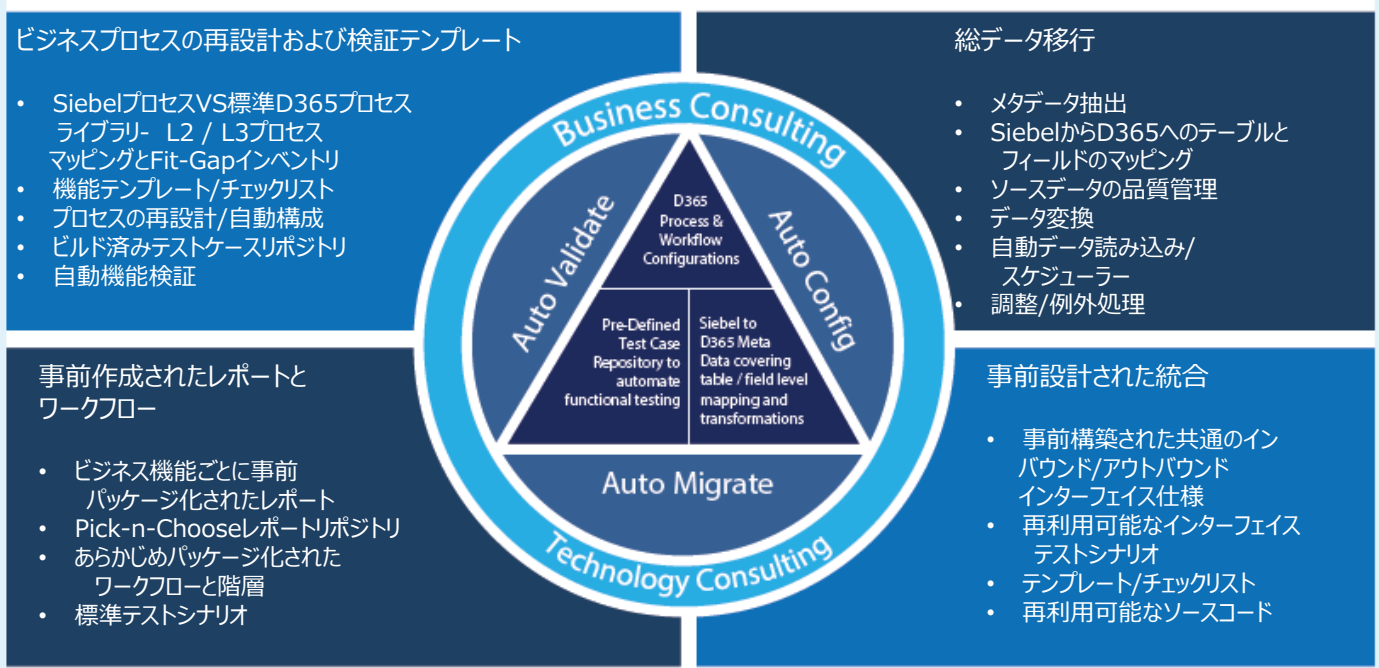 ビジネスプロセスの再設計および検証テンプレート
• SiebelプロセスVS標準D365プロセス
ライブラリ- L2 / L3プロセス
マッピングとFit-Gapインベントリ
• 機能テンプレート/チェックリスト
• プロセスの再設計/自動構成
• ビルド済みテストケースリポジトリ
• 自動機能検証
総データ移行
• メタデータ抽出
• SiebelからD365へのテーブルと
フィールドのマッピング
• ソースデータの品質管理
• データ変換
• 自動データ読み込み/
スケジューラー
• 調整/例外処理
Business Consulting
Auto Validate
Auto Config
D365
Process &
Workflow
Configurations
Pre-Defined
Test Case
Repository to
automate
functional testing
Siebel to
D365 Meta
Data covering
table / field level
mapping and
transformations
Auto Migrate
Technology Consulting
事前作成されたレポートと
ワークフロー
• ビジネス機能ごとに事前
パッケージ化されたレポート
• Pick-n-Chooseレポートリポジトリ
• あらかじめパッケージ化された
ワークフローと階層
• 標準テストシナリオ
事前設計された統合
• 事前構築された共通のイン
バウンド/アウトバウンド
インターフェイス仕様
• 再利用可能なインターフェイス
テストシナリオ
• テンプレート/チェックリスト
• 再利用可能なソースコード